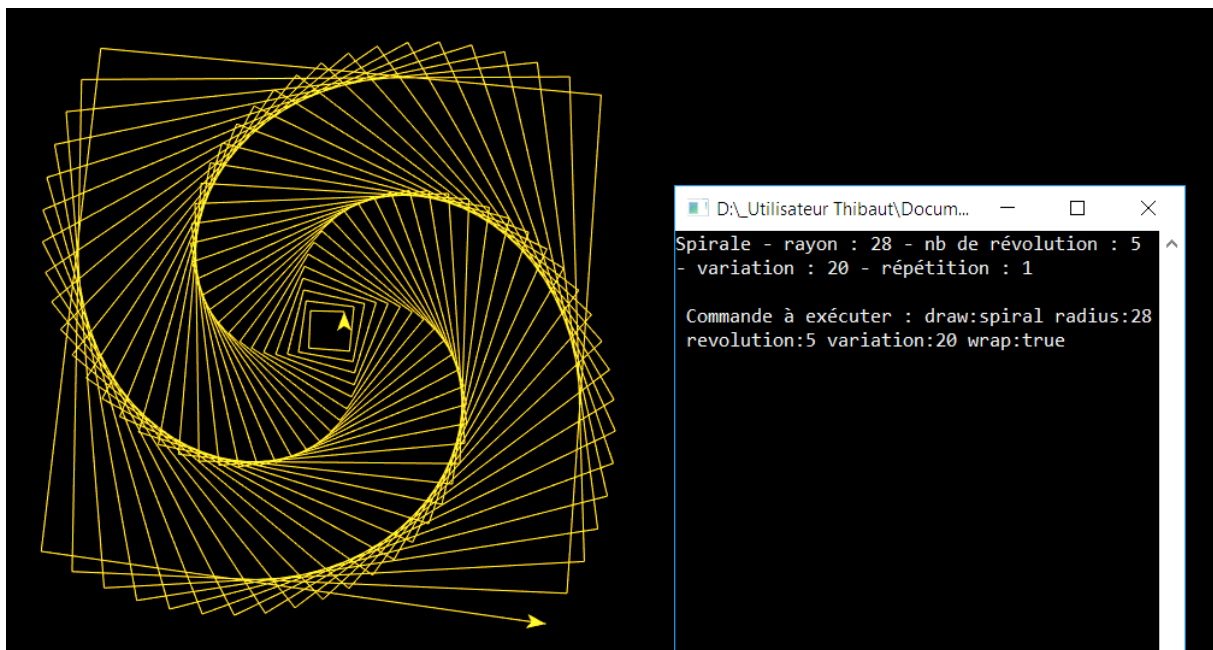 D:\_Utilisateur Thibaut\Docum...
Spirale - rayon : 28 - nb de révolution : 5
- variation : 20 - répétition : 1
Commande à exécuter : draw:spiral radius:28
revolution:5 variation:20 wrap:true